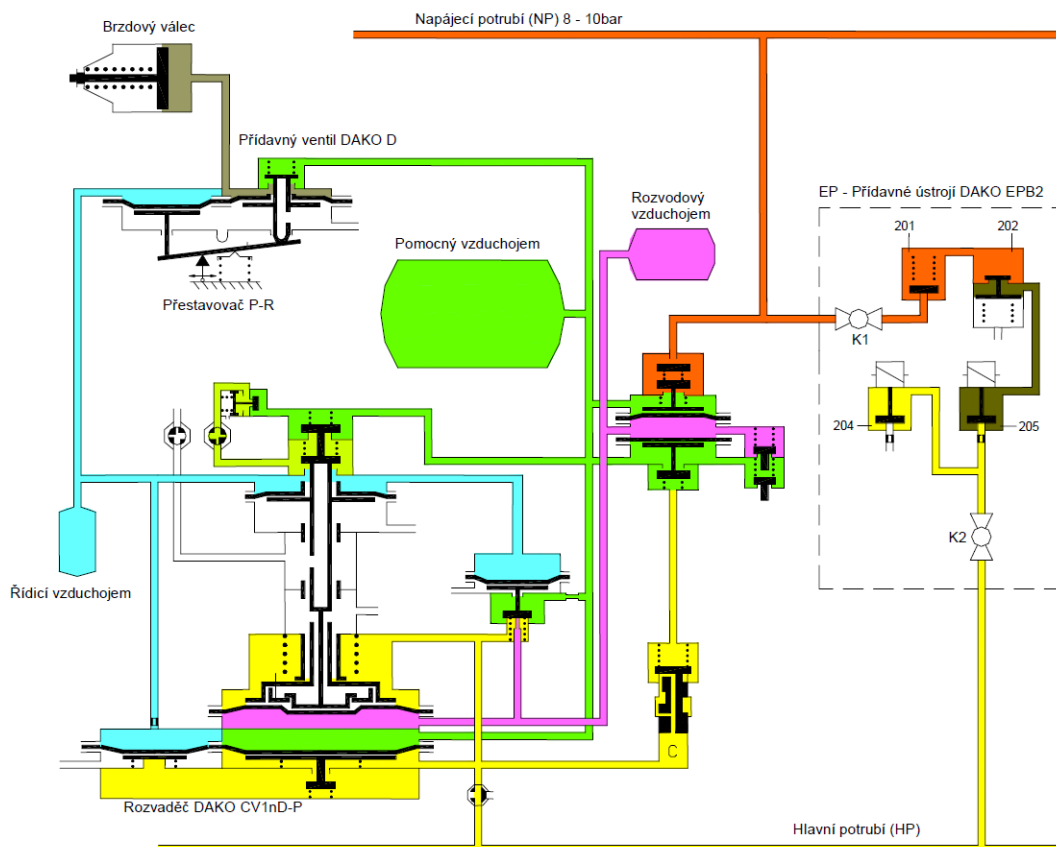 Napájecí potrubí (NP) 8 - 10bar
Brzdový válec
Přídavný ventil DAKO D
EP - Přídavné ústrojí DAKO EPB2
Rozvodový
vzduchojem
201
202
Pomocný vzduchojem
Přestavovač P-R
K1
204
205
K2
Řídicí vzduchojem
C
Rozvaděč DAKO CV1nD-P
Hlavní potrubí (HP)